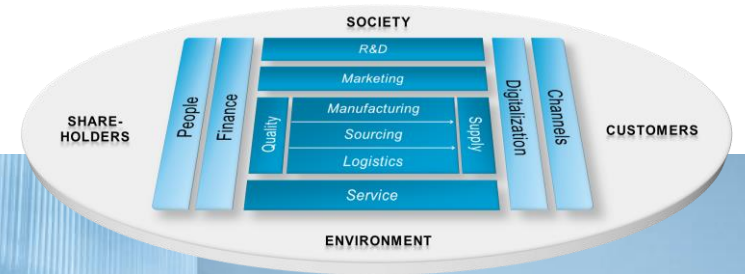 SOCIETY
R&D
Marketing
SHARE-
HOLDERS
People
Finance
Quality
Manufacturing
Sourcing
Logistics
Supply
Digitalization
Channels
CUSTOMERS
Service
ENVIRONMENT